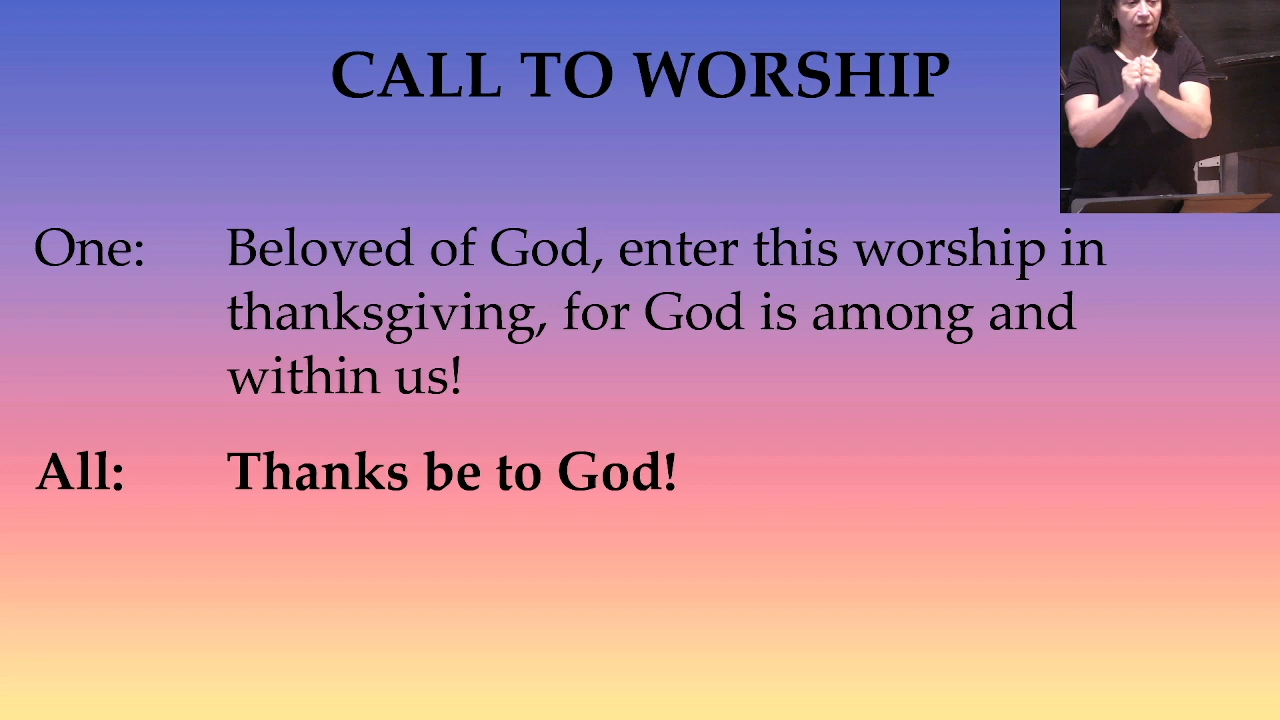 CALL TO WORSHIP
One: Beloved of God, enter this worship in
thanksgiving, for God is among and
within us!
All: Thanks be to God!